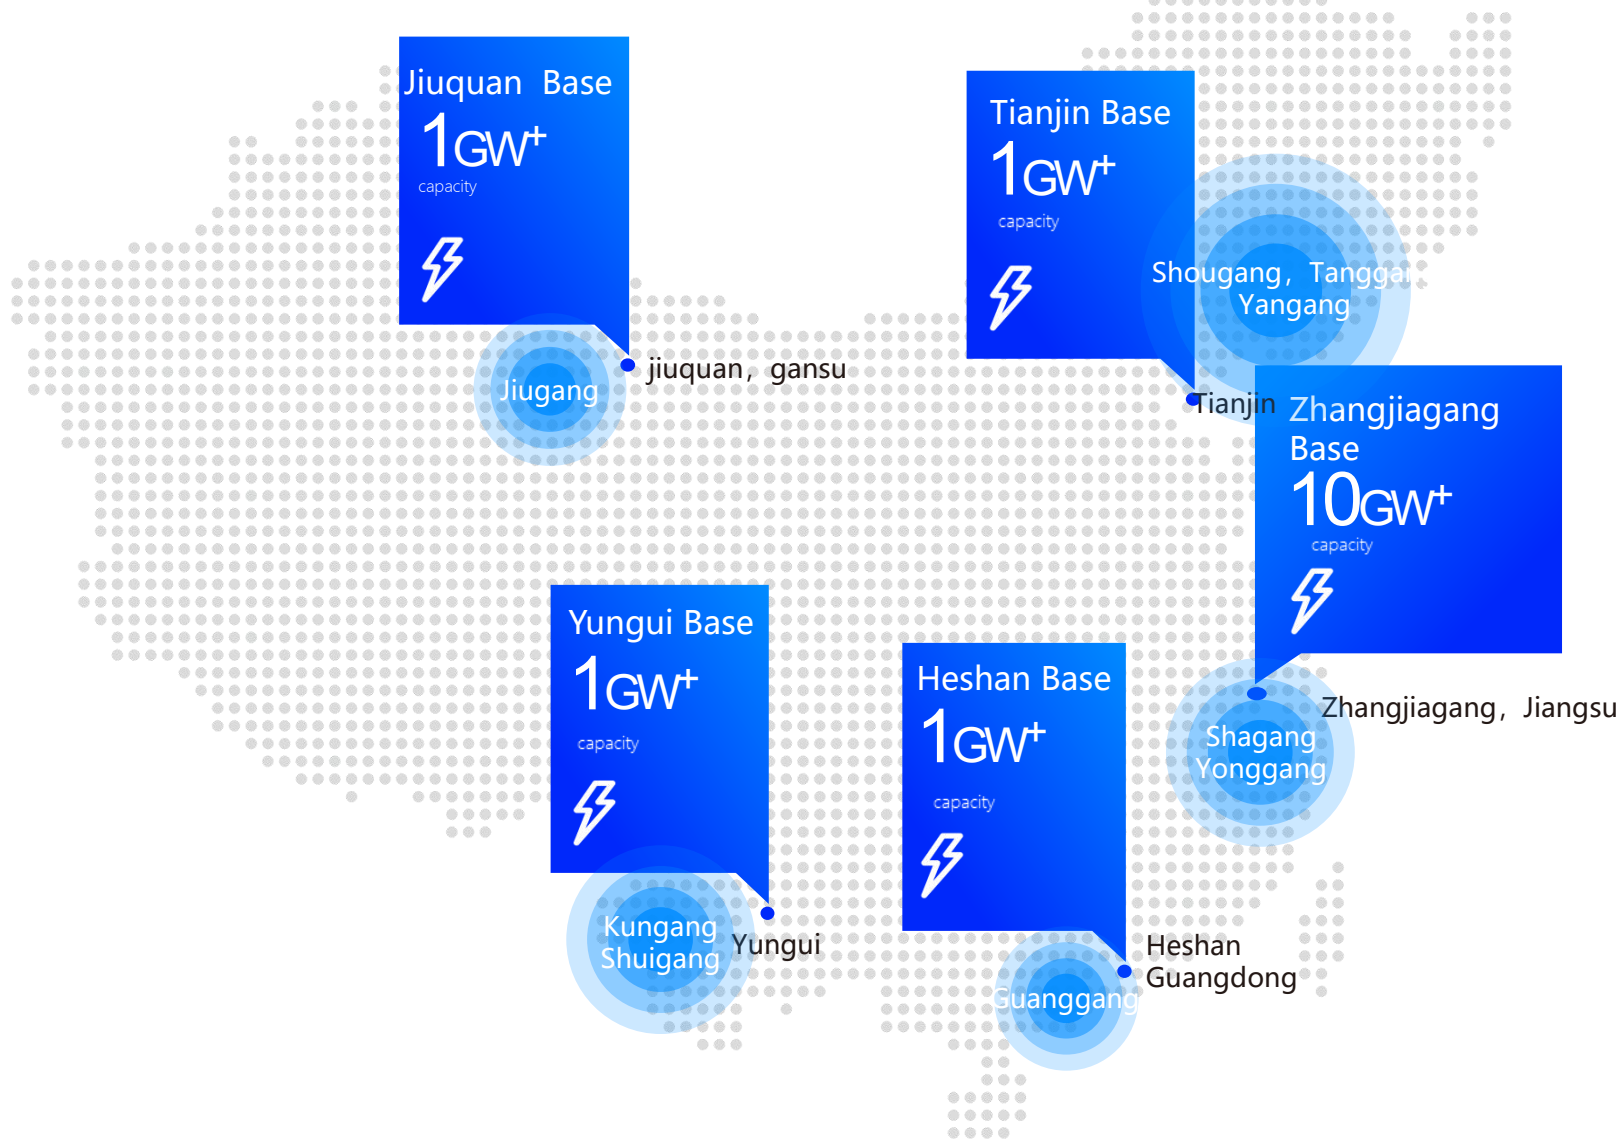 Jiuquan  Base
1GW+
capacity
Jiugang
jiuquan，gansu
Tianjin Base
1GW+
capacity
Shougang，Tanggang
Yangang
Tianjin
Zhangjiagang
Base
10GW+
capacity
Zhangjiagang，Jiangsu
Shagang
Yonggang
Yungui Base
1GW+
capacity
Kungang
Shuigang
Yungui
Heshan Base
1GW+
capacity
Heshan
Guangdong
Guanggang